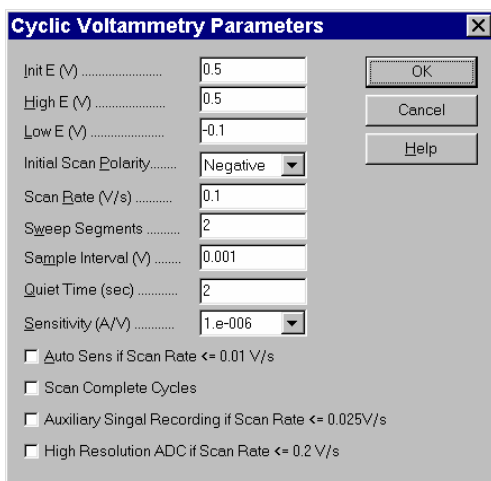 Cyclic Voltammetry Parameters
Init E (V) ........................ 0.5
High E (V) ..................... 0.5
Low E (V) ...................... -0.1
Initial Scan Polarity........ Negative
Scan Rate (V/s) ........... 0.1
Sweep Segments .......... 2
Sample Interval (V) ........ 0.001
Quiet Time (sec) ............ 2
Sensitivity (A/V) ............ 1.e-006
Auto Sens if Scan Rate <= 0.01 V/s
Scan Complete Cycles
Auxiliary Singal Recording if Scan Rate <= 0.025V/s
High Resolution ADC if Scan Rate <= 0.2 V/s
OK
Cancel
Help